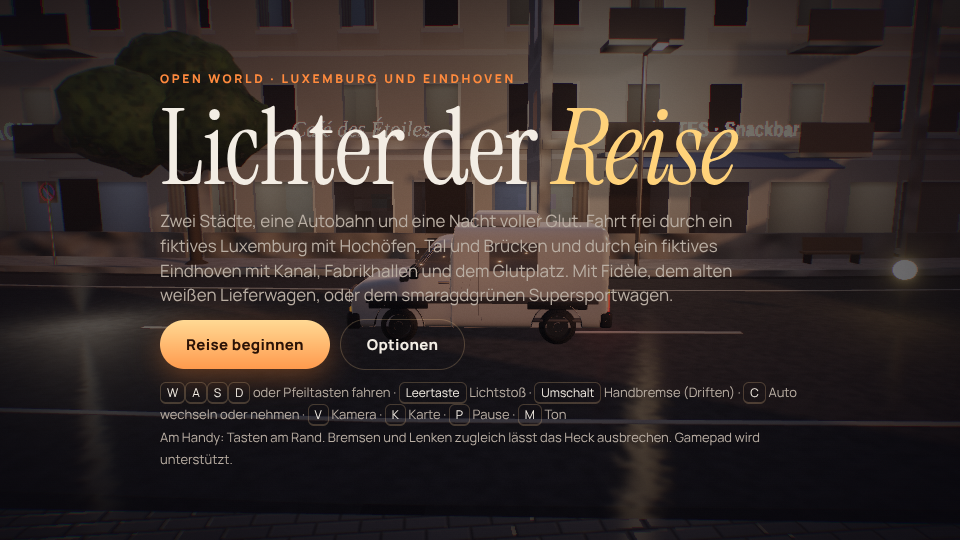 OPEN WORLD · LUXEMBURG UND EINDHOVEN
Lichter der Reise
Café des Étoiles
Snackbar
Zwei Städte, eine Autobahn und eine Nacht voller Glut. Fahrt frei durch ein
fiktives Luxemburg mit Hochöfen, Tal und Brücken und durch ein fiktives
Eindhoven mit Kanal, Fabrikhallen und dem Glutplatz. Mit Fidèle, dem alten
weißen Lieferwagen, oder dem smaragdgrünen Supersportwagen.
Reise beginnen
Optionen
W A S D oder Pfeiltasten fahren · Leertaste Lichtstoß · Umschalt Handbremse (Driften) · C Auto
wechseln oder nehmen · V Kamera · K Karte · P Pause · M Ton
Am Handy: Tasten am Rand. Bremsen und Lenken zugleich lässt das Heck ausbrechen. Gamepad wird
unterstützt.